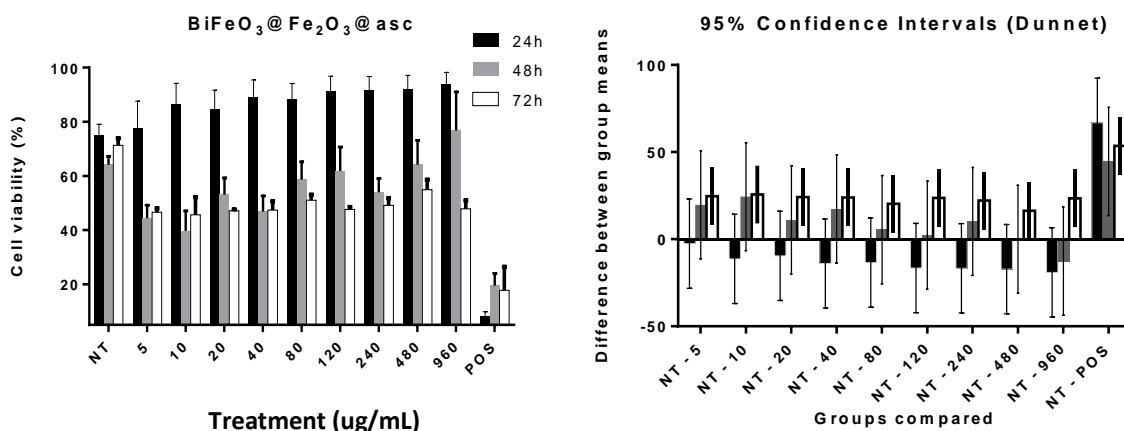 BiFeO3@Fe2O3@asc
24h
48h
72h
Cell viability (%)
100
80
60
40
20
NT
5
10
20
40
80
120
240
480
960
POS
Treatment (ug/mL)
95% Confidence Intervals (Dunnet)
Difference between group means
100
50
0
-50
NT-5
NT-10
NT-20
NT-40
NT-80
NT-120
NT-240
NT-480
NT-960
NT-POS
Groups compared